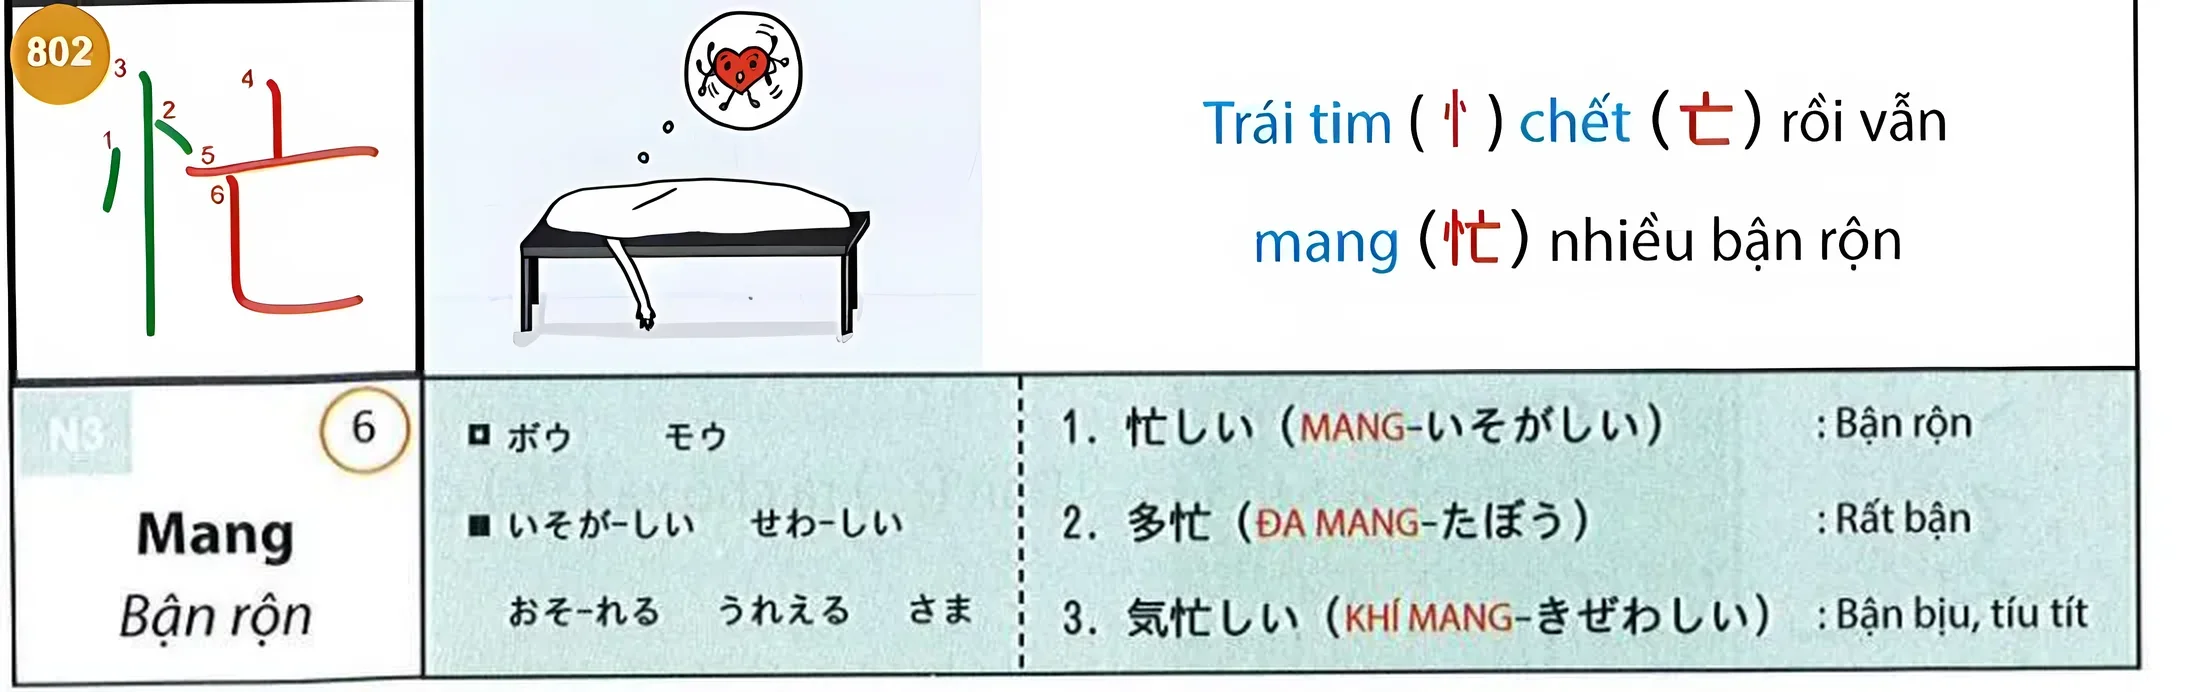 802
1 2 3 4 5 6
忙
Trái tim (忄) chết (亡) rồi vẫn
mang (忙) nhiều bận rộn
N3
6
Mang
Bận rộn
ボウ モウ
いそが-しい せわ-しい
おそ-れる うれえる さま
1. 忙しい (MANG-いそがしい) : Bận rộn
2. 多忙 (ĐA MANG-たぼう) : Rất bận
3. 気忙しい (KHÍ MANG-きぜわしい) : Bận bịu, tíu tít